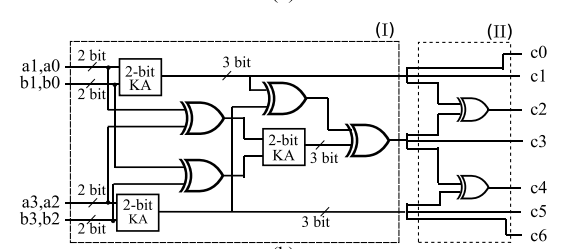 (I)
(II)
2 bit
3 bit
c0
a1,a0
2-bit
KA
c1
b1,b0
2 bit
c2
2-bit
KA
3 bit
c3
2 bit
a3,a2
2-bit
KA
c4
b3,b2
2 bit
3 bit
c5
c6